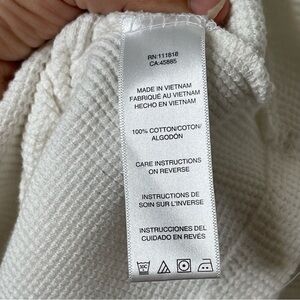 RN:111818
CA:45885
MADE IN VIETNAM
FABRIQUÉ AU VIETNAM
HECHO EN VIETNAM
100% COTTON/COTON/
ALGODÓN
CARE INSTRUCTIONS
ON REVERSE
INSTRUCTIONS DE
SOIN SUR L'INVERSE
INSTRUCCIONES DEL
CUIDADO EN REVÉS